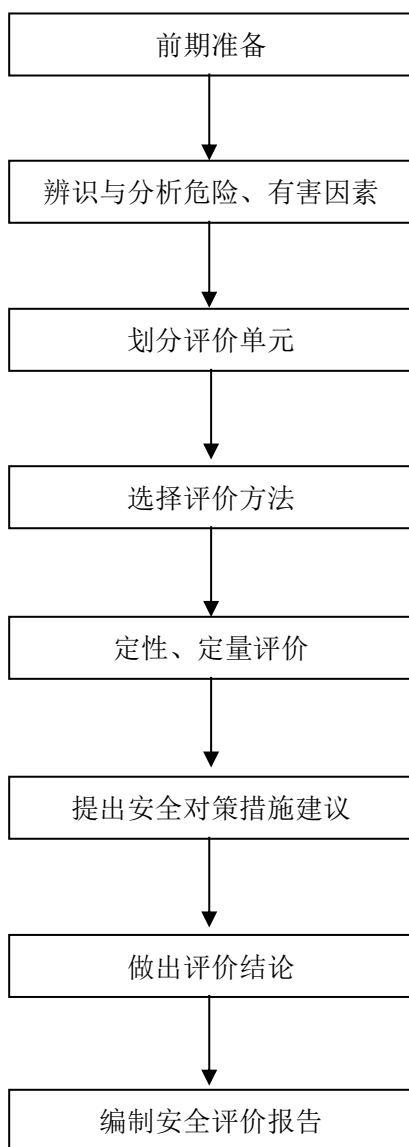 前期准备
辨识与分析危险、有害因素
划分评价单元
选择评价方法
定性、定量评价
提出安全对策措施建议
做出评价结论
编制安全评价报告